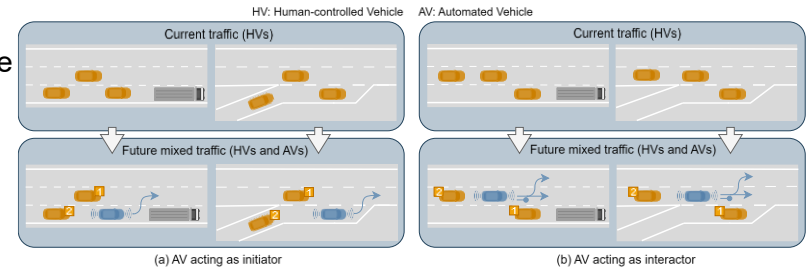 HV: Human-controlled Vehicle AV: Automated Vehicle
e
Current traffic (HVs)
Future mixed traffic (HVs and AVs)
1
2
1
2
(a) AV acting as initiator
Current traffic (HVs)
Future mixed traffic (HVs and AVs)
2
1
2
1
(b) AV acting as interactor